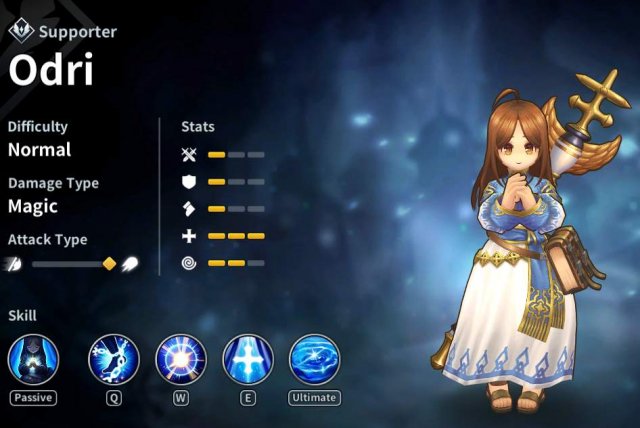 Supporter
Odri
Difficulty
Normal
Damage Type
Magic
Attack Type
Stats
Skill
Passive
Q
W
E
Ultimate